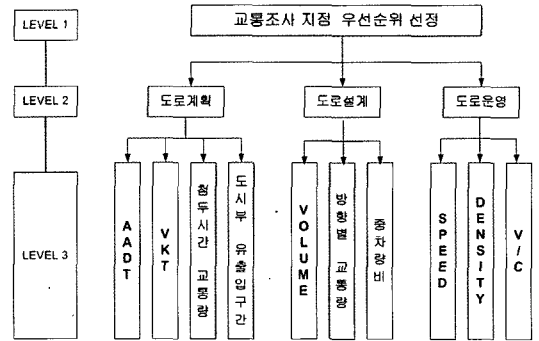 LEVEL 1
교통조사 지점 우선순위 선정
LEVEL 2
도로계획
도로설계
도로운영
LEVEL 3
AADT
VKT
첨두시간 교통량
도시부 유출입구간
VOLUME
방향별 교통량
중차량비
SPEED
DENSITY
V/C